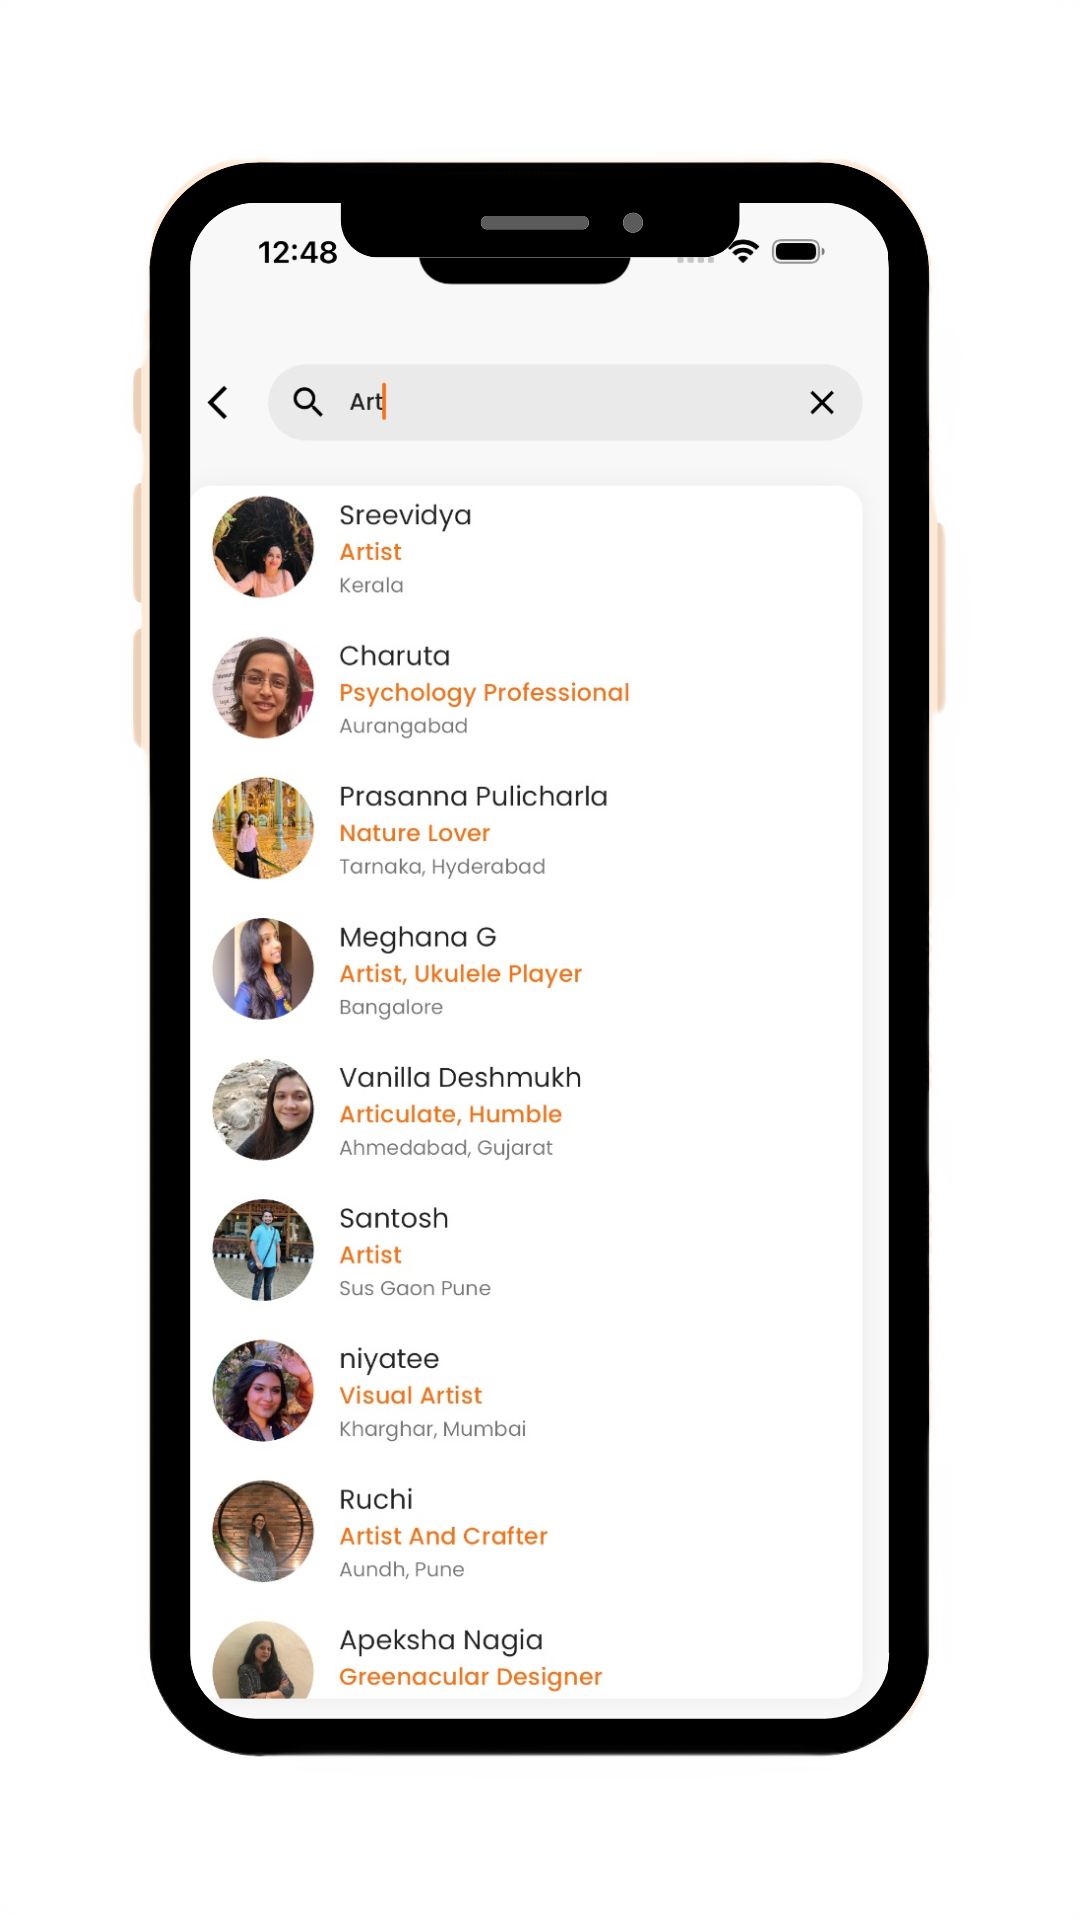 12:48
Art
Sreevidya
Artist
Kerala
Charuta
Psychology Professional
Aurangabad
Prasanna Pulicharla
Nature Lover
Tarnaka, Hyderabad
Meghana G
Artist, Ukulele Player
Bangalore
Vanilla Deshmukh
Articulate, Humble
Ahmedabad, Gujarat
Santosh
Artist
Sus Gaon Pune
niyatee
Visual Artist
Kharghar, Mumbai
Ruchi
Artist And Crafter
Aundh, Pune
Apeksha Nagia
Greenacular Designer